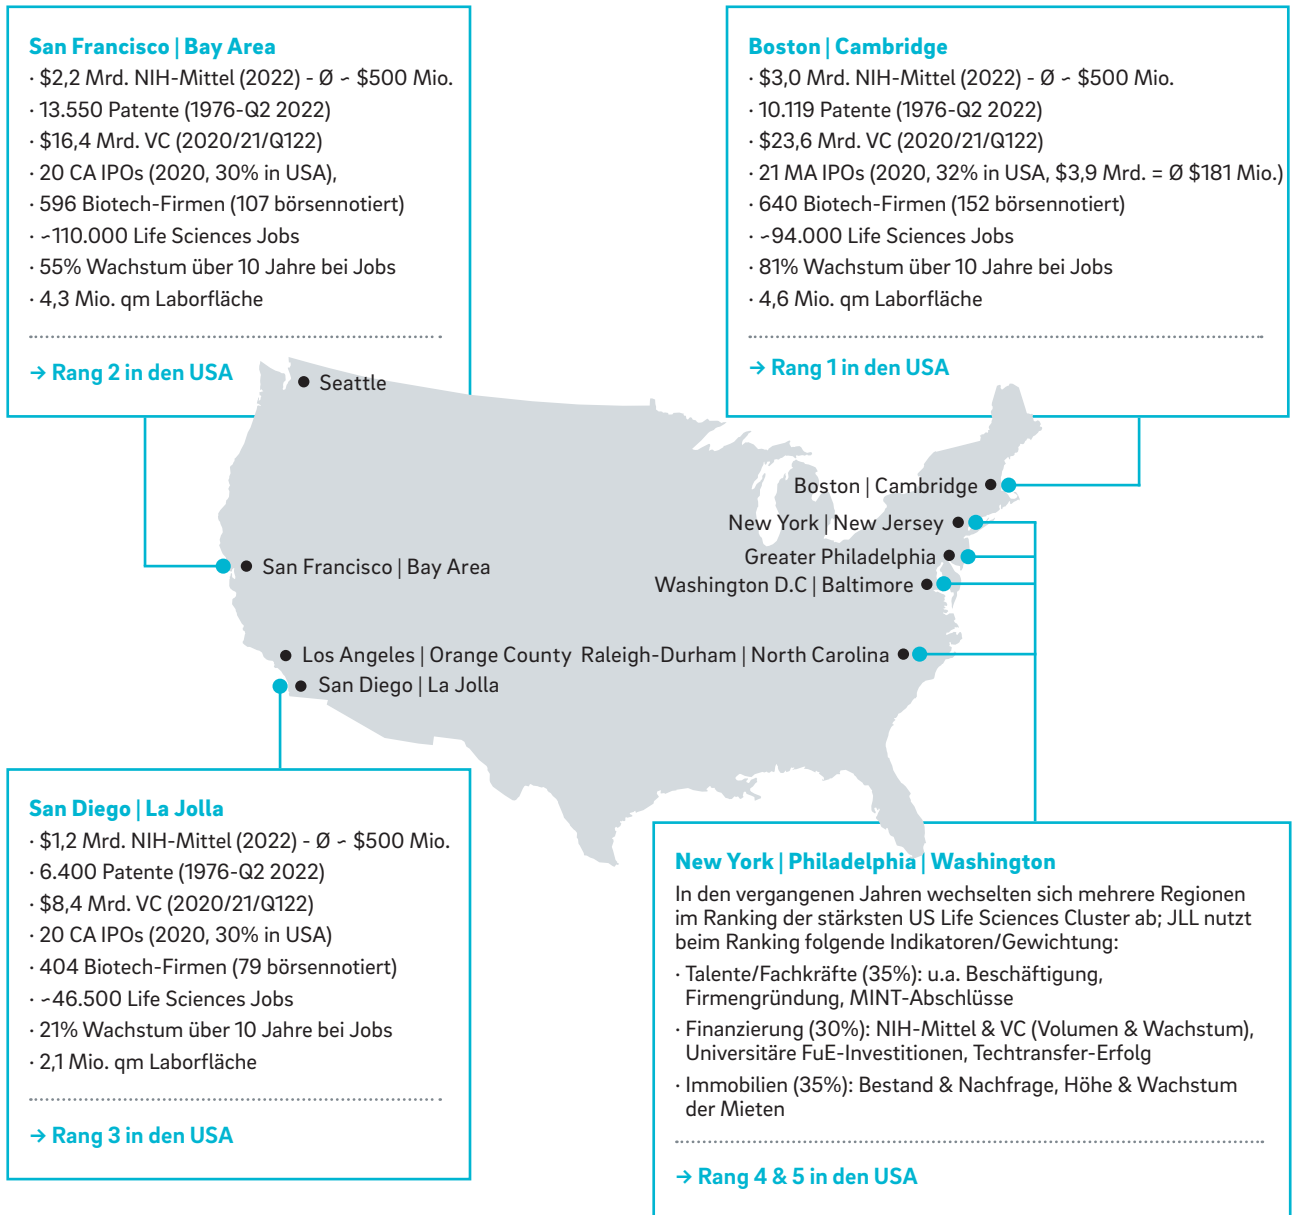 San Francisco | Bay Area
· $2,2 Mrd. NIH-Mittel (2022) - Ø ~ $500 Mio.
· 13.550 Patente (1976-Q2 2022)
· $16,4 Mrd. VC (2020/21/Q122)
· 20 CA IPOs (2020, 30% in USA),
· 596 Biotech-Firmen (107 börsennotiert)
· ~110.000 Life Sciences Jobs
· 55% Wachstum über 10 Jahre bei Jobs
· 4,3 Mio. qm Laborfläche
→ Rang 2 in den USA
Boston | Cambridge
· $3,0 Mrd. NIH-Mittel (2022) - Ø ~ $500 Mio.
· 10.119 Patente (1976-Q2 2022)
· $23,6 Mrd. VC (2020/21/Q122)
· 21 MA IPOs (2020, 32% in USA, $3,9 Mrd. = Ø $181 Mio.)
· 640 Biotech-Firmen (152 börsennotiert)
· ~94.000 Life Sciences Jobs
· 81% Wachstum über 10 Jahre bei Jobs
· 4,6 Mio. qm Laborfläche
→ Rang 1 in den USA
Seattle
Boston | Cambridge
New York | New Jersey
Greater Philadelphia
San Francisco | Bay Area
Washington D.C | Baltimore
Los Angeles | Orange County
Raleigh-Durham | North Carolina
San Diego | La Jolla
San Diego | La Jolla
· $1,2 Mrd. NIH-Mittel (2022) - Ø ~ $500 Mio.
· 6.400 Patente (1976-Q2 2022)
· $8,4 Mrd. VC (2020/21/Q122)
· 20 CA IPOs (2020, 30% in USA)
· 404 Biotech-Firmen (79 börsennotiert)
· ~46.500 Life Sciences Jobs
· 21% Wachstum über 10 Jahre bei Jobs
· 2,1 Mio. qm Laborfläche
→ Rang 3 in den USA
New York | Philadelphia | Washington
In den vergangenen Jahren wechselten sich mehrere Regionen
im Ranking der stärksten US Life Sciences Cluster ab; JLL nutzt
beim Ranking folgende Indikatoren/Gewichtung:
· Talente/Fachkräfte (35%): u.a. Beschäftigung,
Firmengründung, MINT-Abschlüsse
· Finanzierung (30%): NIH-Mittel & VC (Volumen & Wachstum),
Universitäre FuE-Investitionen, Techtransfer-Erfolg
· Immobilien (35%): Bestand & Nachfrage, Höhe & Wachstum
der Mieten
→ Rang 4 & 5 in den USA